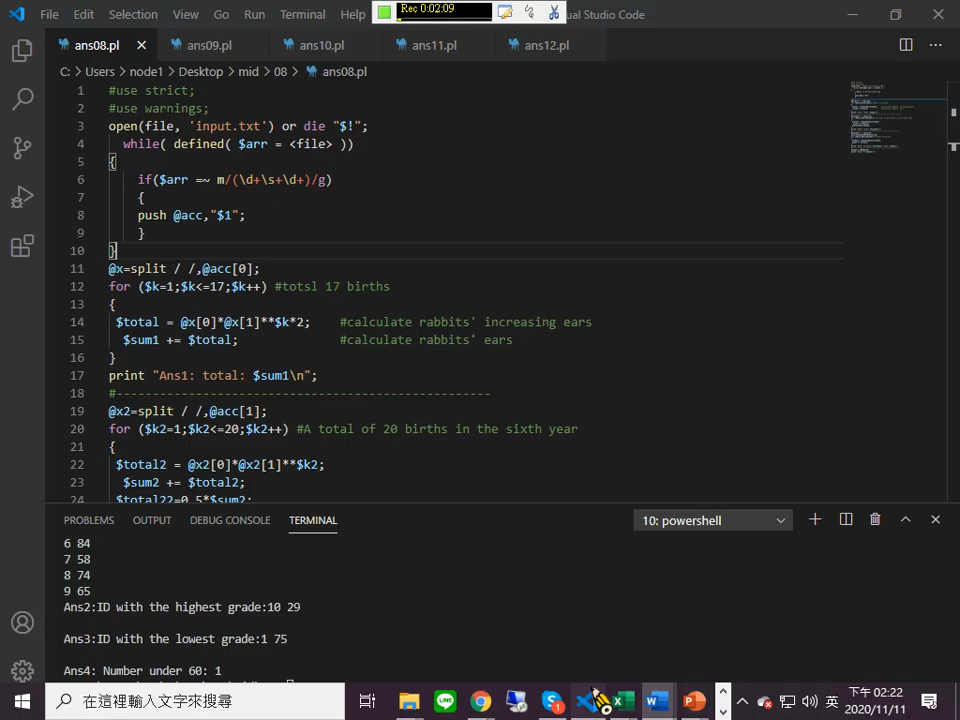 File Edit Selection View Go Run Terminal Help Rec 0:02:09 ual Studio Code
ans08.pl ans09.pl ans10.pl ans11.pl ans12.pl
C: > Users > node1 > Desktop > mid > 08 > ans08.pl
1 #use strict;
2 #use warnings;
3 open(file, 'input.txt') or die "$!";
4 while( defined( $arr = <file> ))
5 {
6 if($arr =~ m/(\d+\s+\d+)/g)
7 {
8 push @acc,"$1";
9 }
10 }
11 @x=split / /,@acc[0];
12 for ($k=1;$k<=17;$k++) #totsl 17 births
13 {
14 $total = @x[0]*@x[1]**$k*2; #calculate rabbits' increasing ears
15 $sum1 += $total; #calculate rabbits' ears
16 }
17 print "Ans1: total: $sum1\n";
18 #----------------------------------------------------
19 @x2=split / /,@acc[1];
20 for ($k2=1;$k2<=20;$k2++) #A total of 20 births in the sixth year
21 {
22 $total2 = @x2[0]*@x2[1]**$k2;
23 $sum2 += $total2;
24 $total22=0.5*$sum2;
PROBLEMS OUTPUT DEBUG CONSOLE TERMINAL 10: powershell
6 84
7 58
8 74
9 65
Ans2:ID with the highest grade:10 29
Ans3:ID with the lowest grade:1 75
Ans4: Number under 60: 1
在這裡輸入文字來搜尋 英 下午 02:22
2020/11/11